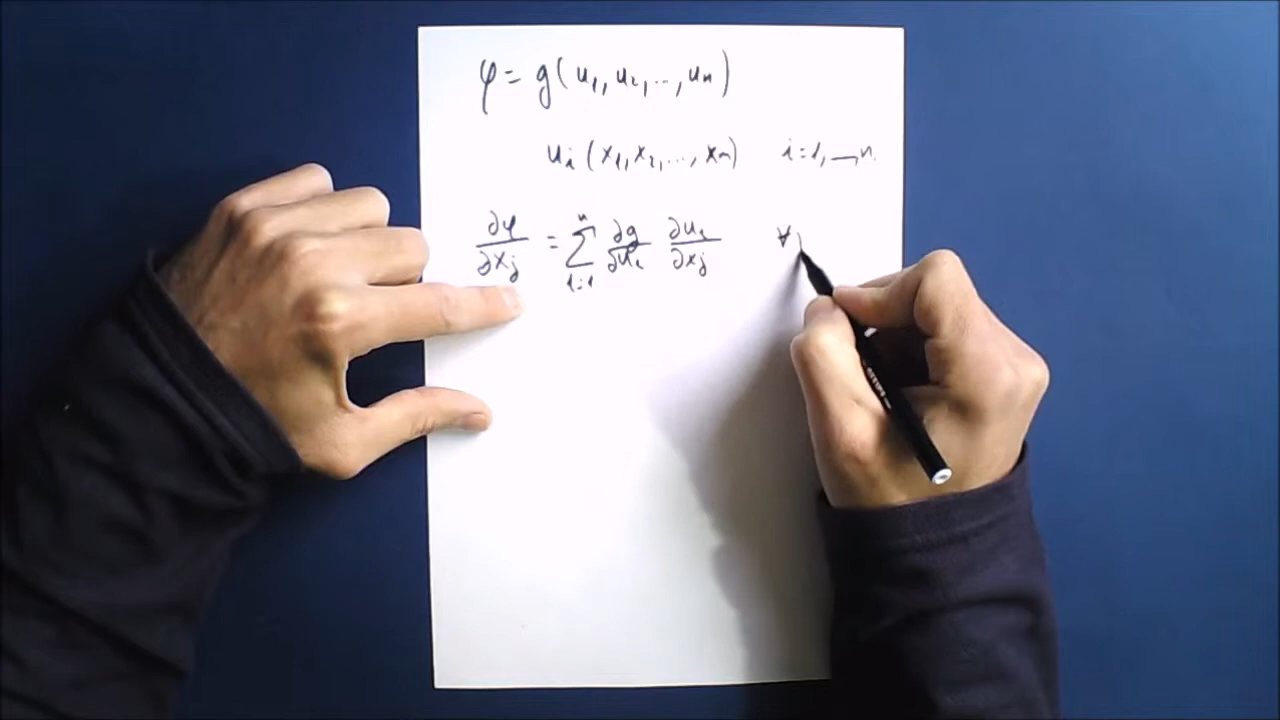 φ = g(u₁, u₂, ..., uₙ)
uᵢ(x₁, x₂, ..., xₘ) i=1, ..., n.
∂φ/∂xⱼ = Σᵢ₌₁ⁿ ∂g/∂uᵢ ∂uᵢ/∂xⱼ ∀